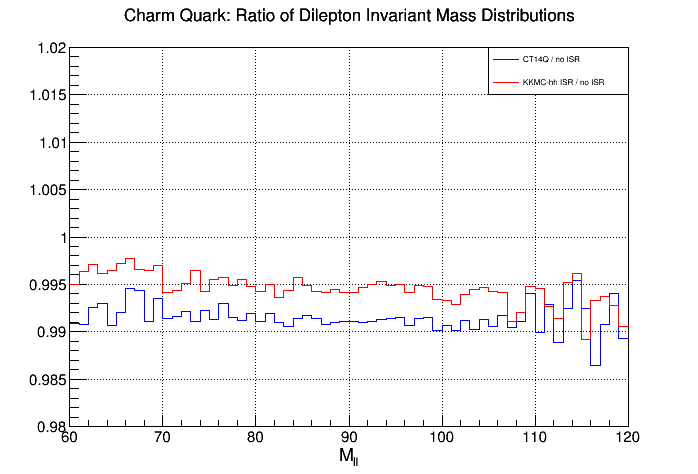 Charm Quark: Ratio of Dilepton Invariant Mass Distributions
1.02
CT14Q / no ISR
KKMC-hh ISR / no ISR
1.015
1.01
1.005
1
0.995
0.99
0.985
0.98
60 70 80 90 100 110 120
M_ll